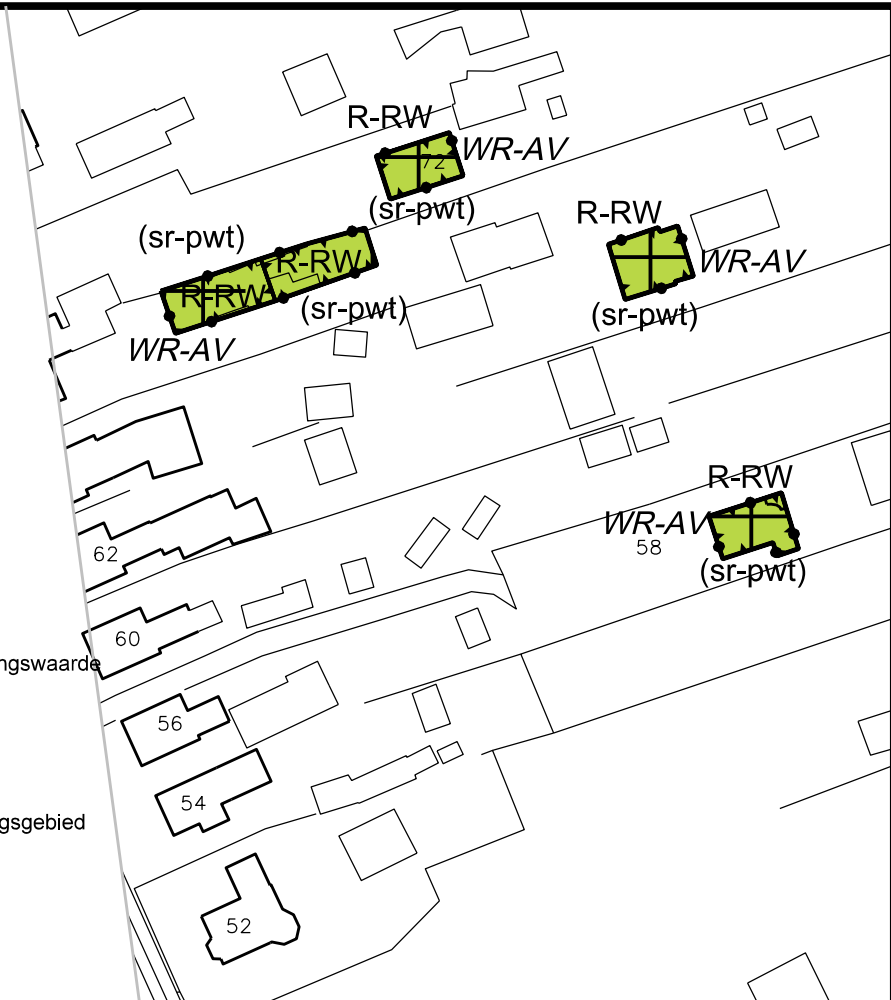 R-RW
72
WR-AV
(sr-pwt)
R-RW
WR-AV
(sr-pwt)
(sr-pwt)
R-RW
R-RW
(sr-pwt)
WR-AV
R-RW
WR-AV
58
(sr-pwt)
62
60
ngswaarde
56
54
gsgebied
52